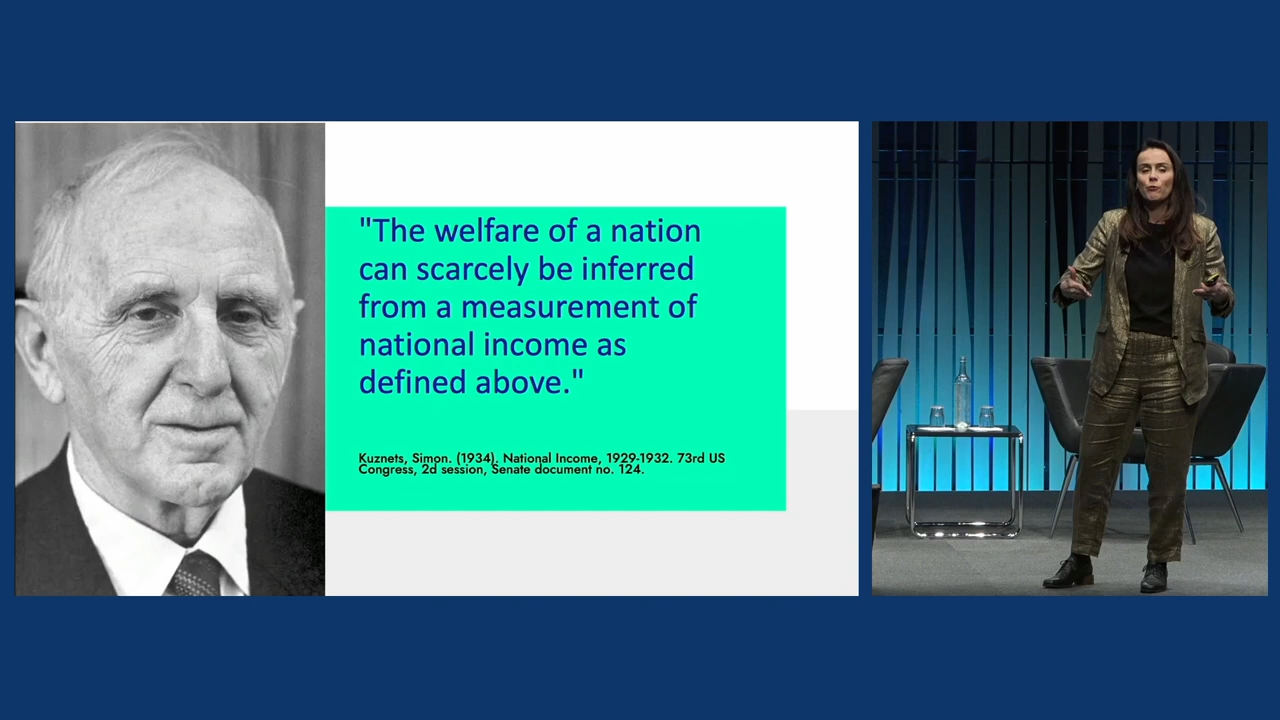 "The welfare of a nation
can scarcely be inferred
from a measurement of
national income as
defined above."
Kuznets, Simon. (1934). National Income, 1929-1932. 73rd US
Congress, 2d session, Senate document no. 124.